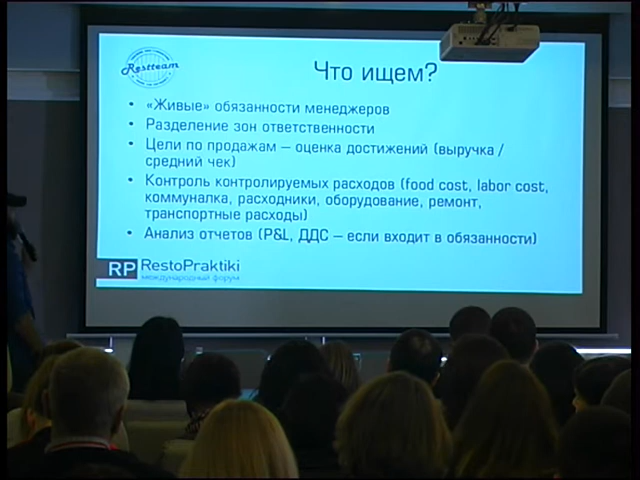 Restteam
Что ищем?
• «Живые» обязанности менеджеров
• Разделение зон ответственности
• Цели по продажам – оценка достижений (выручка /
средний чек)
• Контроль контролируемых расходов (food cost, labor cost,
коммуналка, расходники, оборудование, ремонт,
транспортные расходы)
• Анализ отчетов (P&L, ДДС – если входит в обязанности)
RP RestoPraktiki
международный форум